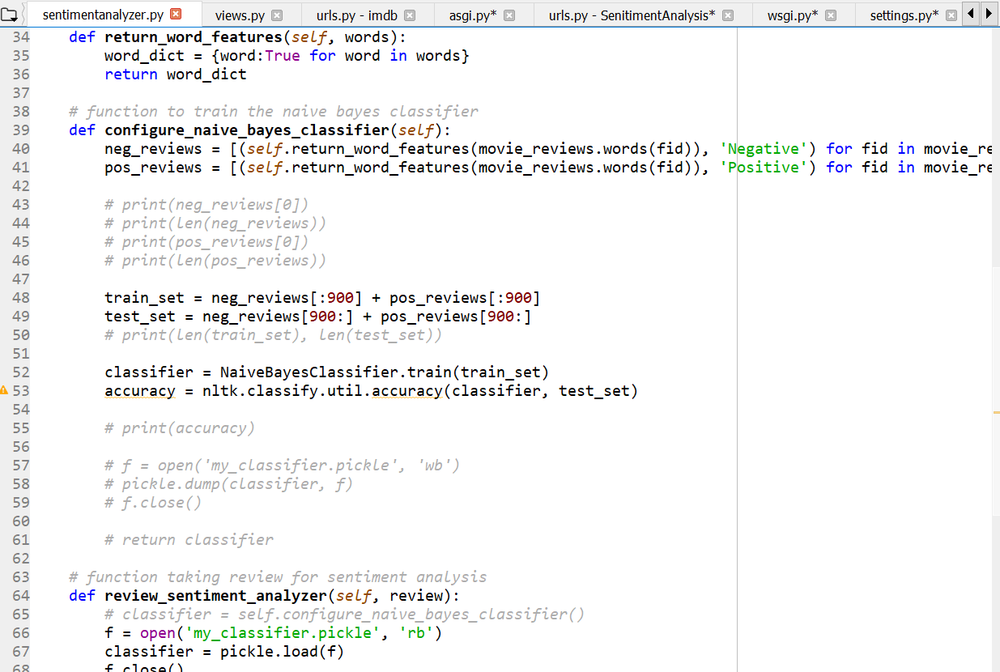 sentimentanalyzer.py views.py urls.py - imdb asgi.py* urls.py - SenitimentAnalysis* wsgi.py* settings.py*
34 def return_word_features(self, words):
35 word_dict = {word:True for word in words}
36 return word_dict
37
38 # function to train the naive bayes classifier
39 def configure_naive_bayes_classifier(self):
40 neg_reviews = [(self.return_word_features(movie_reviews.words(fid)), 'Negative') for fid in movie_re
41 pos_reviews = [(self.return_word_features(movie_reviews.words(fid)), 'Positive') for fid in movie_re
42
43 # print(neg_reviews[0])
44 # print(len(neg_reviews))
45 # print(pos_reviews[0])
46 # print(len(pos_reviews))
47
48 train_set = neg_reviews[:900] + pos_reviews[:900]
49 test_set = neg_reviews[900:] + pos_reviews[900:]
50 # print(len(train_set), len(test_set))
51
52 classifier = NaiveBayesClassifier.train(train_set)
53 accuracy = nltk.classify.util.accuracy(classifier, test_set)
54
55 # print(accuracy)
56
57 # f = open('my_classifier.pickle', 'wb')
58 # pickle.dump(classifier, f)
59 # f.close()
60
61 # return classifier
62
63 # function taking review for sentiment analysis
64 def review_sentiment_analyzer(self, review):
65 # classifier = self.configure_naive_bayes_classifier()
66 f = open('my_classifier.pickle', 'rb')
67 classifier = pickle.load(f)
68 f.close()